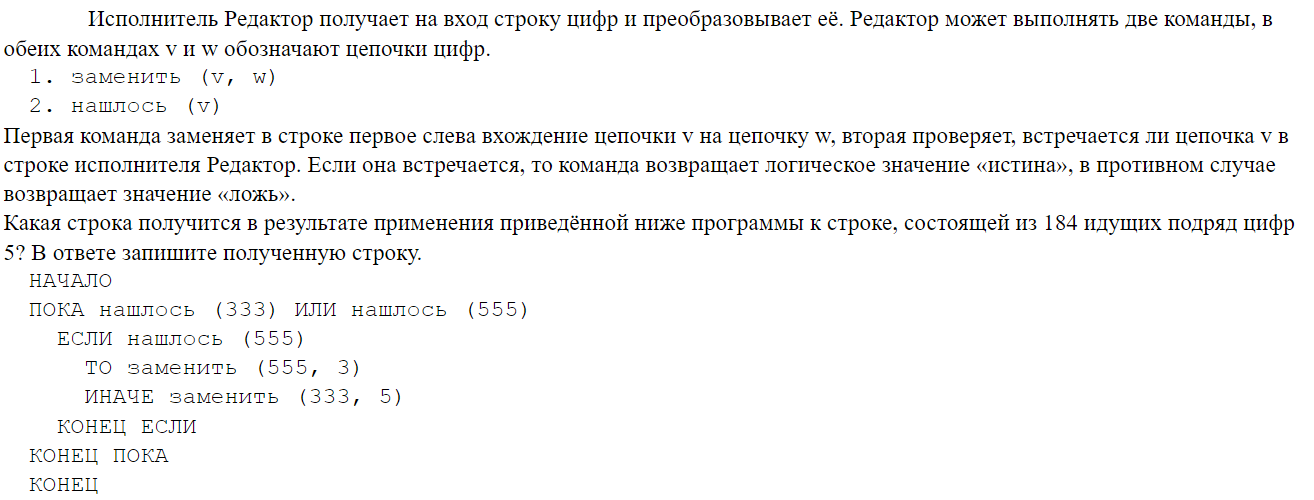 Исполнитель Редактор получает на вход строку цифр и преобразовывает её. Редактор может выполнять две команды, в
обеих командах v и w обозначают цепочки цифр.
1. заменить (v, w)
2. нашлось (v)
Первая команда заменяет в строке первое слева вхождение цепочки v на цепочку w, вторая проверяет, встречается ли цепочка v в
строке исполнителя Редактор. Если она встречается, то команда возвращает логическое значение «истина», в противном случае
возвращает значение «ложь».
Какая строка получится в результате применения приведённой ниже программы к строке, состоящей из 184 идущих подряд цифр
5? В ответе запишите полученную строку.
НАЧАЛО
ПОКА нашлось (333) ИЛИ нашлось (555)
ЕСЛИ нашлось (555)
ТО заменить (555, 3)
ИНАЧЕ заменить (333, 5)
КОНЕЦ ЕСЛИ
КОНЕЦ ПОКА
КОНЕЦ